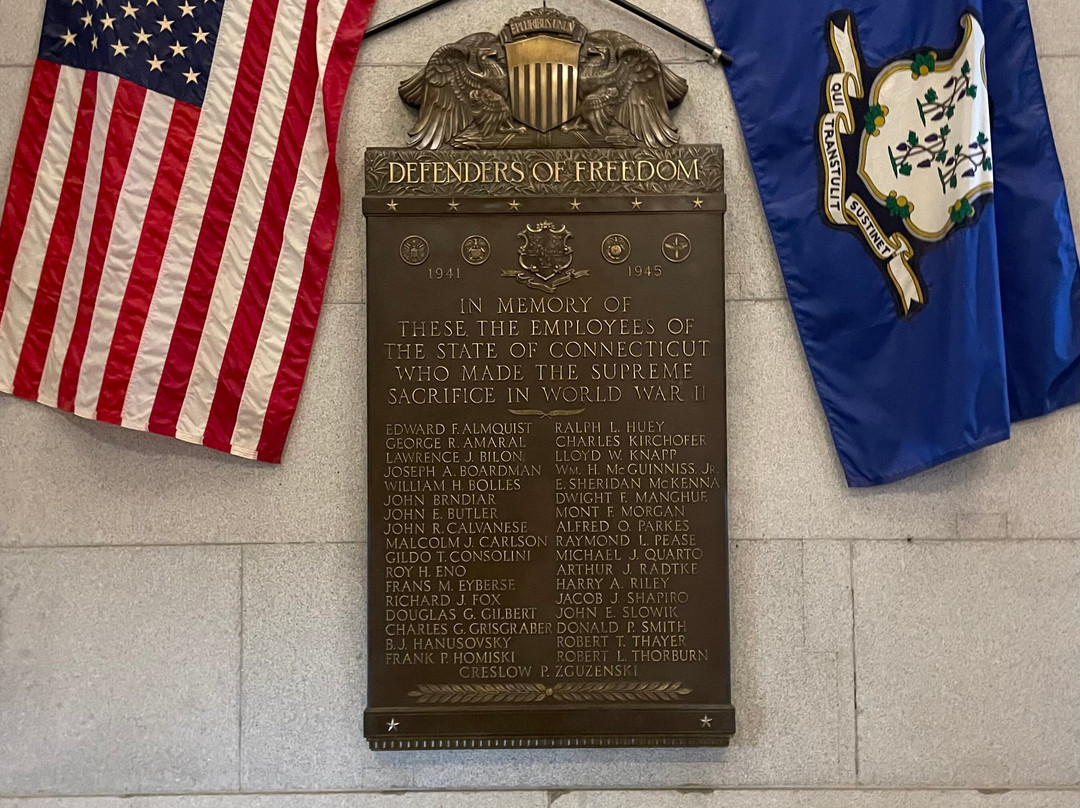 E PLURIBUS UNUM
DEFENDERS OF FREEDOM
1941 1945
IN MEMORY OF
THESE THE EMPLOYEES OF
THE STATE OF CONNECTICUT
WHO MADE THE SUPREME
SACRIFICE IN WORLD WAR II
EDWARD F. ALMQUIST
GEORGE R. AMARAL
LAWRENCE J. BILON
JOSEPH A. BOARDMAN
WILLIAM H. BOLLES
JOHN BRNDIAR
JOHN E. BUTLER
JOHN R. CALVANESE
MALCOLM J. CARLSON
GILDO T. CONSOLINI
ROY H. ENO
FRANS M. EYBERSE
RICHARD J. FOX
DOUGLAS G. GILBERT
CHARLES G. GRISGRABER
B.J. HANUSOVSKY
FRANK P. HOMISKI
RALPH L. HUEY
CHARLES KIRCHOFER
LLOYD W. KNAPP
WM. H. MCGUINNISS, JR.
E. SHERIDAN MCKENNA
DWIGHT F. MANGHUE
MONT F. MORGAN
ALFRED O. PARKES
RAYMOND L. PEASE
MICHAEL J. QUARTO
ARTHUR J. RADTKE
HARRY A. RILEY
JACOB J. SHAPIRO
JOHN E. SLOWIK
DONALD P. SMITH
ROBERT T. THAYER
ROBERT L. THORBURN
CRESLOW P. ZGUZENSKI
QUI
TRANSTULIT
SUSTINET